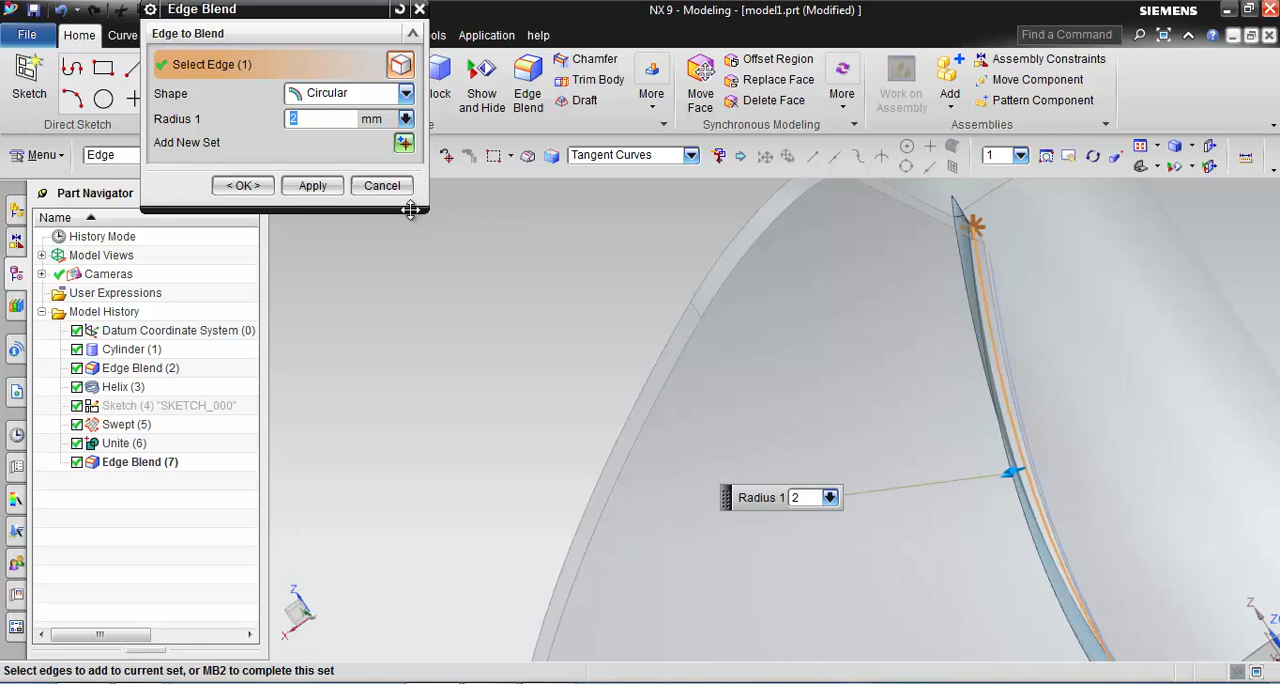 Edge Blend
NX 9 - Modeling - [model1.prt (Modified) ]
SIEMENS
File
Home
Curve
ols
Application
help
Find a Command
Edge to Blend
Select Edge (1)
Shape
Circular
Radius 1
2
mm
Add New Set
< OK >
Apply
Cancel
Sketch
Direct Sketch
lock
Show and Hide
Edge Blend
Chamfer
Trim Body
Draft
More
Move Face
Offset Region
Replace Face
Delete Face
More
Synchronous Modeling
Work on Assembly
Add
Assembly Constraints
Move Component
Pattern Component
Assemblies
Menu
Edge
Tangent Curves
1
Part Navigator
Name
History Mode
Model Views
Cameras
User Expressions
Model History
Datum Coordinate System (0)
Cylinder (1)
Edge Blend (2)
Helix (3)
Sketch (4) "SKETCH_000"
Swept (5)
Unite (6)
Edge Blend (7)
Radius 1 2
Z
X
Z
Select edges to add to current set, or MB2 to complete this set